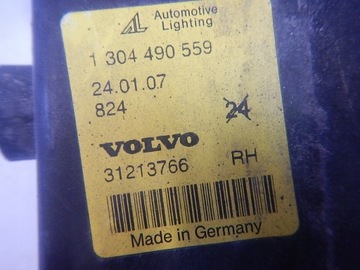 Automotive
Lighting
1 304 490 559
24.01.07
824 24
VOLVO
31213766 RH
Made in Germany